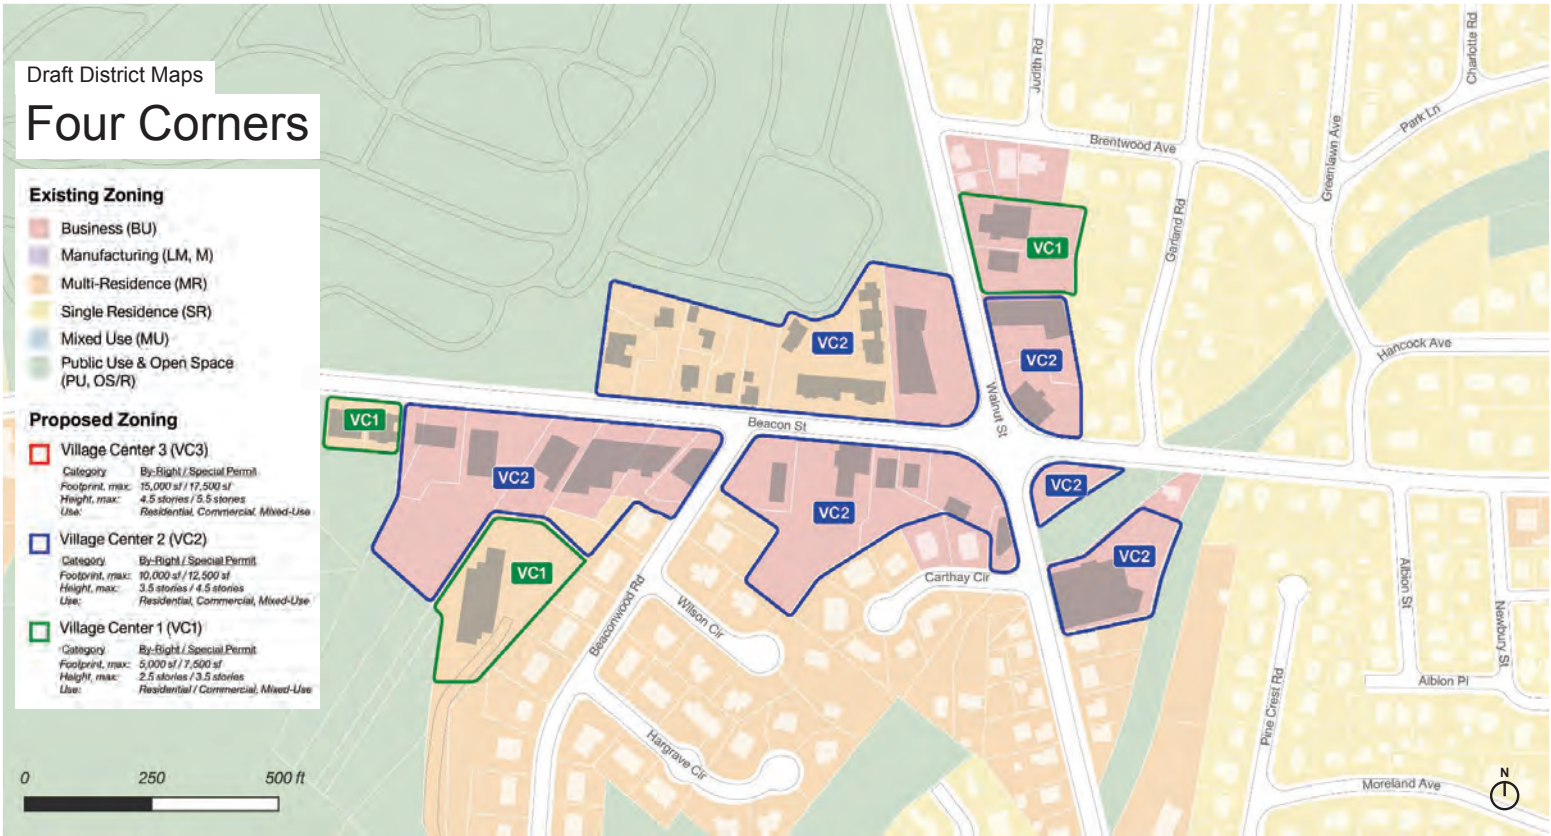 Draft District Maps
Four Corners
Existing Zoning
Business (BU)
Manufacturing (LM, M)
Multi-Residence (MR)
Single Residence (SR)
Mixed Use (MU)
Public Use & Open Space
(PU, OS/R)
Proposed Zoning
Village Center 3 (VC3)
Category By-Right / Special Permit
Footprint, max: 15,000 sf / 17,500 sf
Height, max: 4.5 stories / 5.5 stories
Use: Residential, Commercial, Mixed-Use
Village Center 2 (VC2)
Category By-Right / Special Permit
Footprint, max: 10,000 sf / 12,500 sf
Height, max: 3.5 stories / 4.5 stories
Use: Residential, Commercial, Mixed-Use
Village Center 1 (VC1)
Category By-Right / Special Permit
Footprint, max: 5,000 sf / 7,500 sf
Height, max: 2.5 stories / 3.5 stories
Use: Residential / Commercial, Mixed-Use
0 250 500 ft
Judith Rd
Charlotte Rd
Park Ln
Brentwood Ave
Greenlawn Ave
Garland Rd
VC1
VC2
VC2
Hancock Ave
Walnut St
VC1
Beacon St
VC2
VC2
VC2
VC2
VC1
Carthay Cir
Beaconwood Rd
Wilson Cir
Albion St
Newbury St
Albion Pl
Pine Crest Rd
Hargrave Cir
Moreland Ave
N